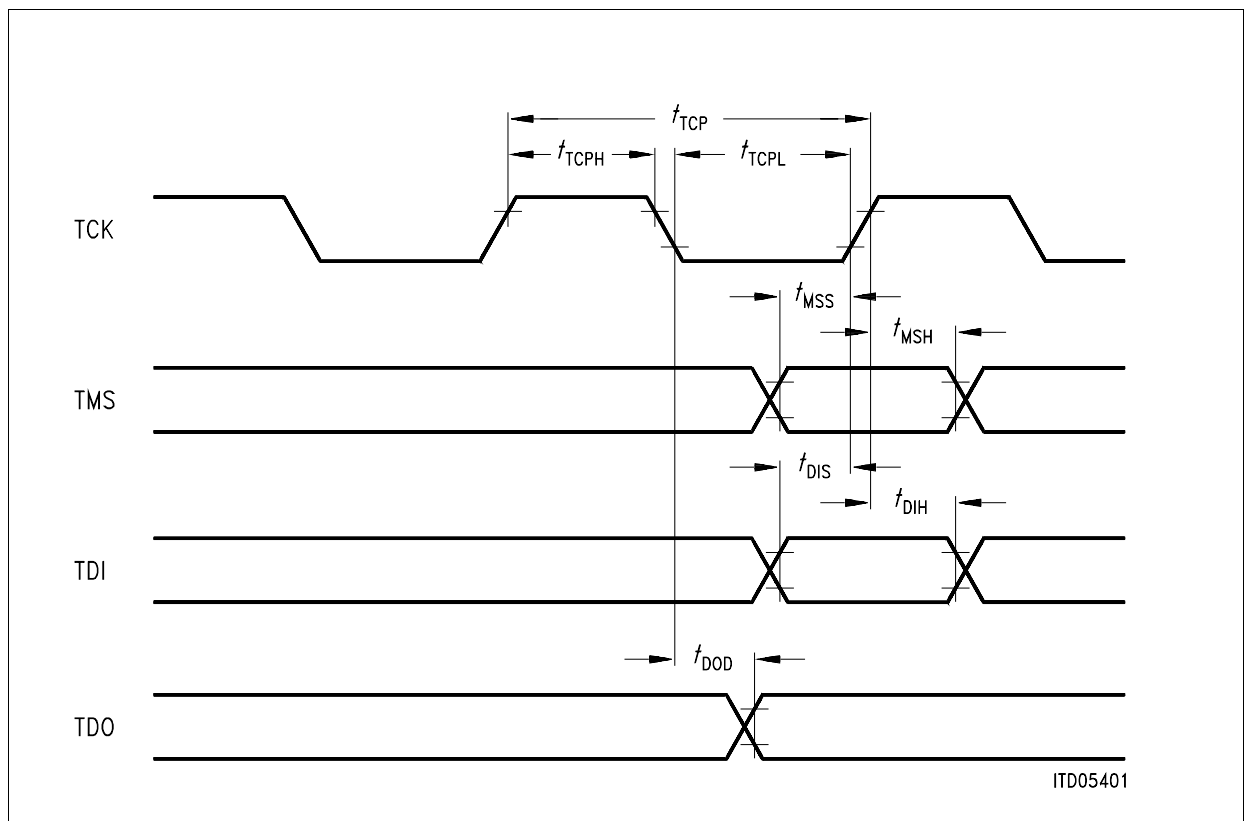 tTCP
tTCPH
tTCPL
TCK
tMSS
tMSH
TMS
tDIS
tDIH
TDI
tDOD
TDO
ITD05401